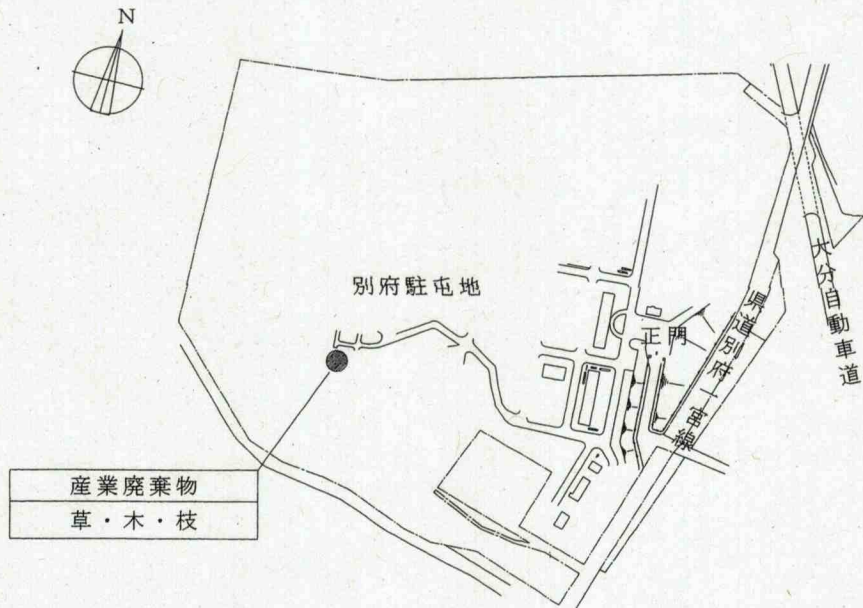 N
別府駐屯地
正門
大分自動車道
県道別府一宮線
産業廃棄物
草・木・枝